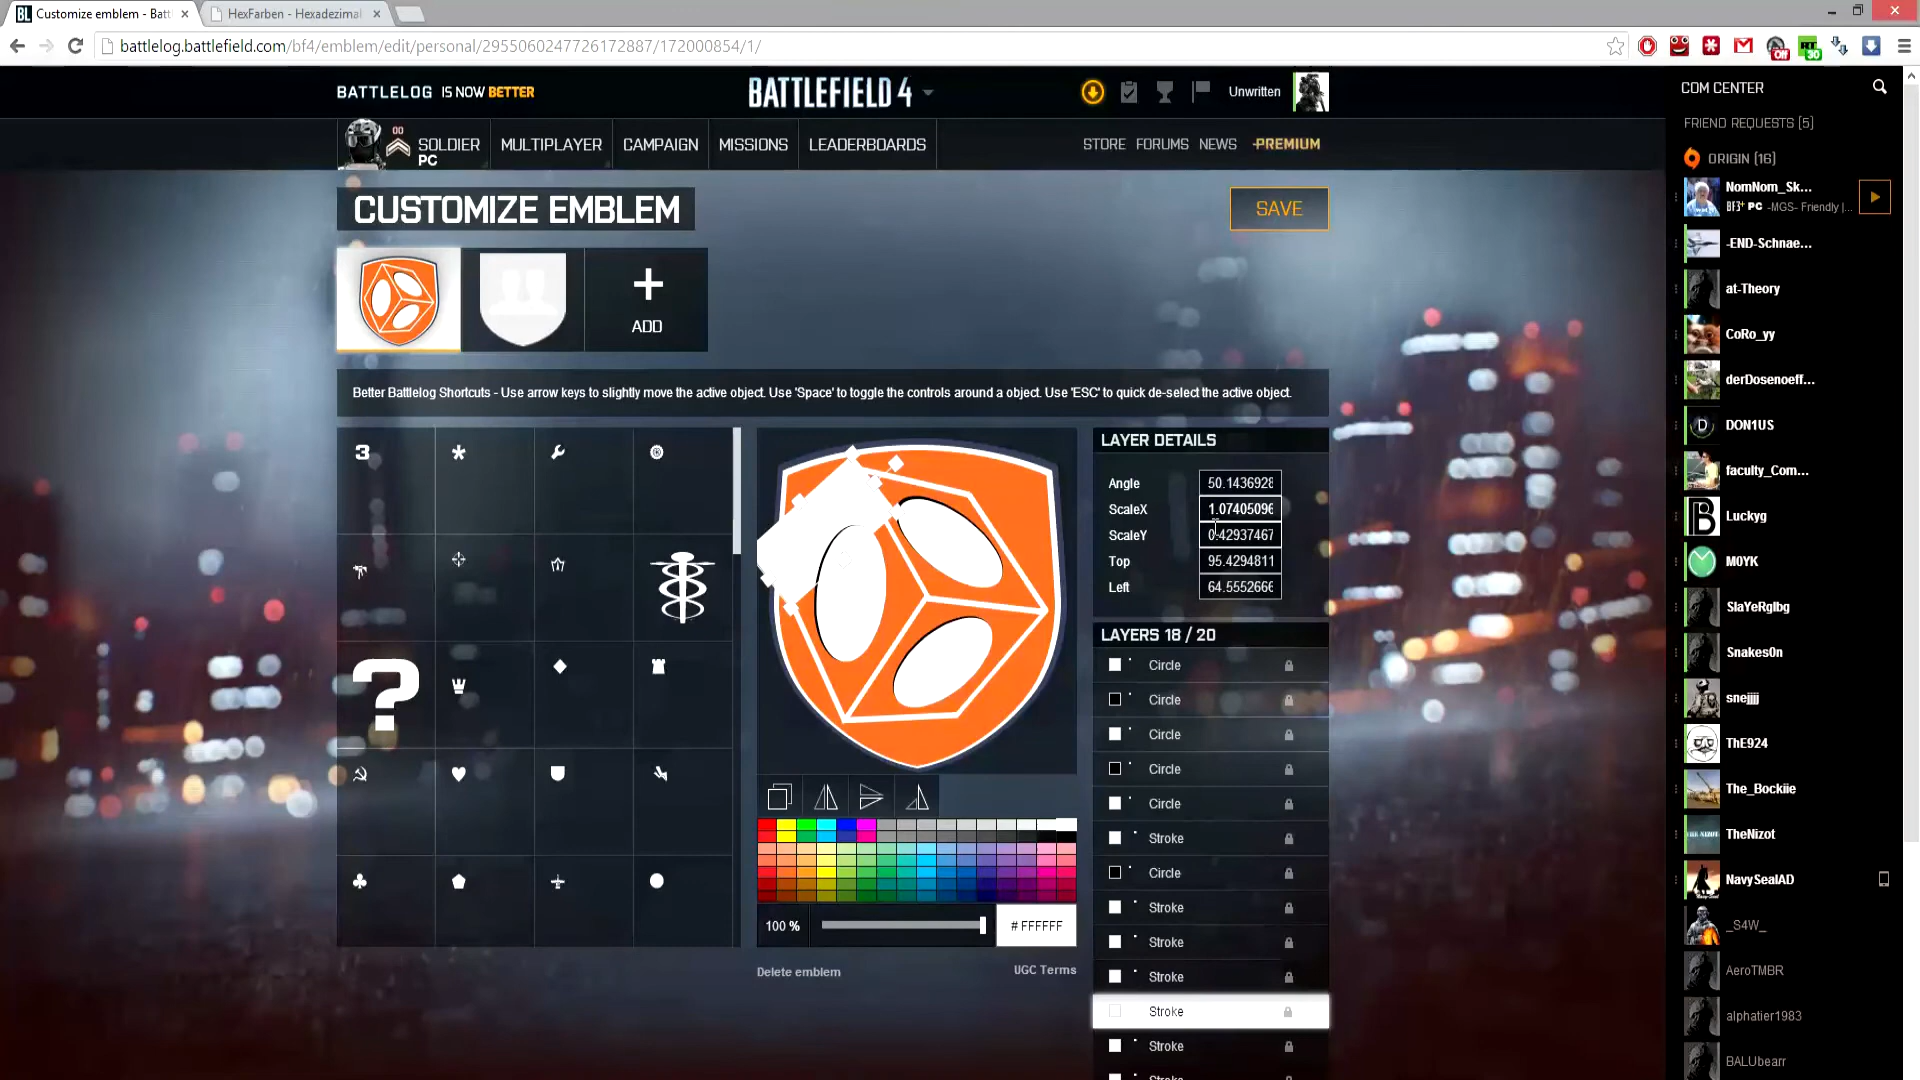 Customize emblem - Batt
HexFarben - Hexadezimal
battlelog.battlefield.com/bf4/emblem/edit/personal/2955060247726172887/172000854/1/
BATTLELOG IS NOW BETTER
BATTLEFIELD 4
Unwritten
COM CENTER
FRIEND REQUESTS [5]
00
SOLDIER
PC
MULTIPLAYER
CAMPAIGN
MISSIONS
LEADERBOARDS
STORE
FORUMS
NEWS
PREMIUM
ORIGIN [16]
NomNom_Sk...
BF3+ PC -MGS- Friendly |...
-END-Schnae...
at-Theory
CoRo_yy
derDosenoeff...
DON1US
faculty_Com...
Luckyg
M0YK
SlaYeRglbg
Snakes0n
snejjjj
ThE924
The_Bockiie
TheNizot
NavySealAD
_S4W_
AeroTMBR
alphatier1983
BALUbearr
CUSTOMIZE EMBLEM
SAVE
ADD
Better Battlelog Shortcuts - Use arrow keys to slightly move the active object. Use 'Space' to toggle the controls around a object. Use 'ESC' to quick de-select the active object.
3
?
LAYER DETAILS
Angle 50.1436928
ScaleX 1.07405096
ScaleY 0.42937467
Top 95.4294811
Left 64.5552666
LAYERS 18 / 20
Circle
Circle
Circle
Circle
Circle
Stroke
Circle
Stroke
Stroke
Stroke
Stroke
Stroke
100 %
# FFFFFF
Delete emblem
UGC Terms